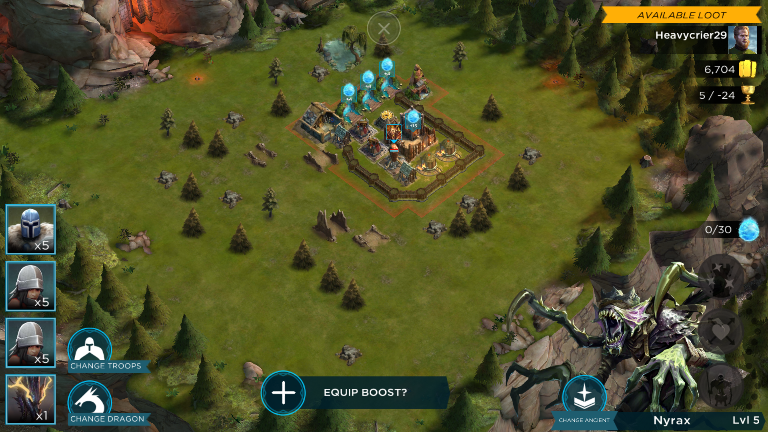 AVAILABLE LOOT
Heavycrier29
6,704
5 / -24
x5
0/30
x5
x5
CHANGE TROOPS
x1
CHANGE DRAGON
EQUIP BOOST?
CHANGE ANCIENT
Nyrax
Lvl 5